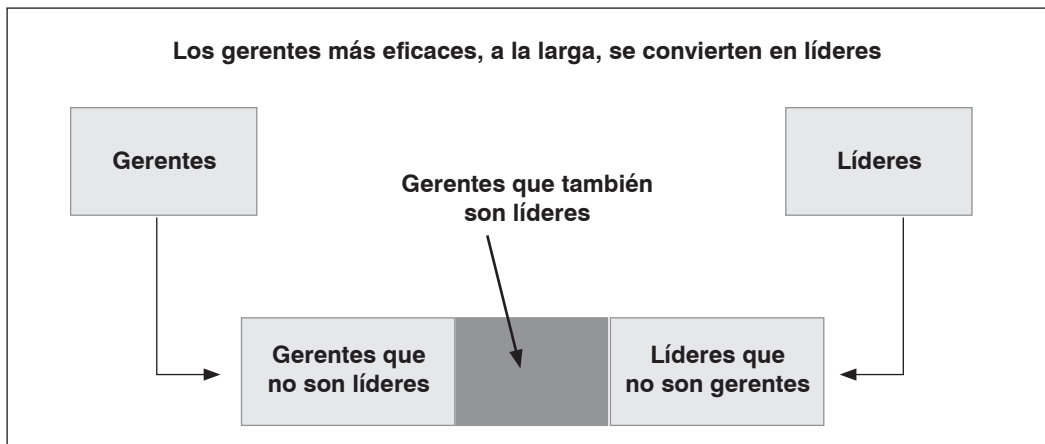 Los gerentes más eficaces, a la larga, se convierten en líderes
Gerentes
Líderes
Gerentes que también
son líderes
Gerentes que
no son líderes
Líderes que
no son gerentes